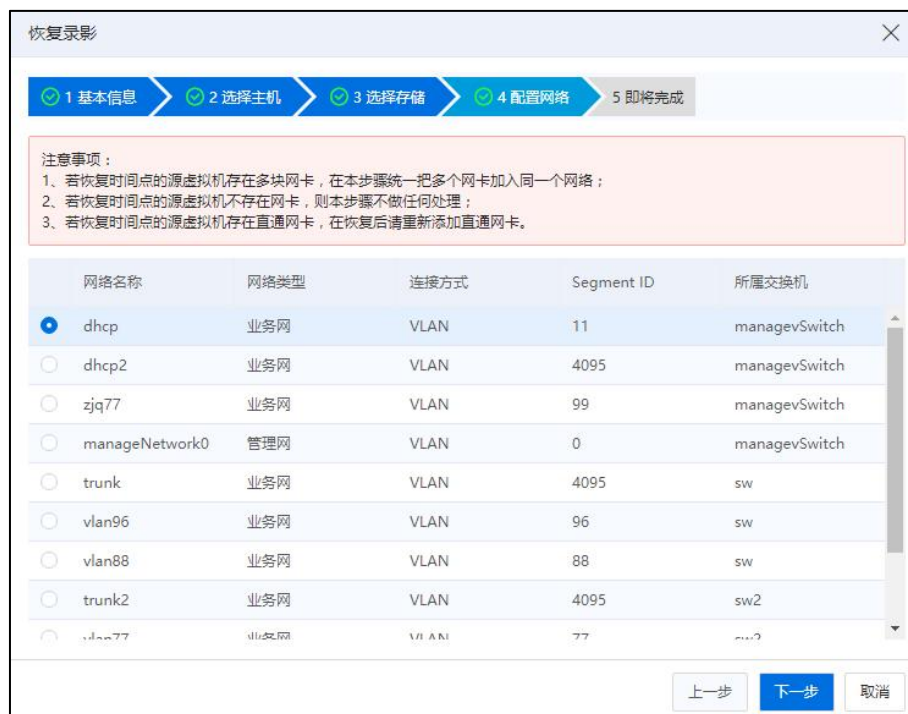 恢复录影
1 基本信息 2 选择主机 3 选择存储 4 配置网络 5 即将完成
注意事项：
1、若恢复时间点的源虚拟机存在多块网卡，在本步骤统一把多个网卡加入同一个网络；
2、若恢复时间点的源虚拟机不存在网卡，则本步骤不做任何处理；
3、若恢复时间点的源虚拟机存在直通网卡，在恢复后请重新添加直通网卡。
网络名称 网络类型 连接方式 Segment ID 所属交换机
dhcp 业务网 VLAN 11 managevSwitch
dhcp2 业务网 VLAN 4095 managevSwitch
zjq77 业务网 VLAN 99 managevSwitch
manageNetwork0 管理网 VLAN 0 managevSwitch
trunk 业务网 VLAN 4095 sw
vlan96 业务网 VLAN 96 sw
vlan88 业务网 VLAN 88 sw
trunk2 业务网 VLAN 4095 sw2
vlan77 业务网 VLAN 77 sw2
上一步 下一步 取消